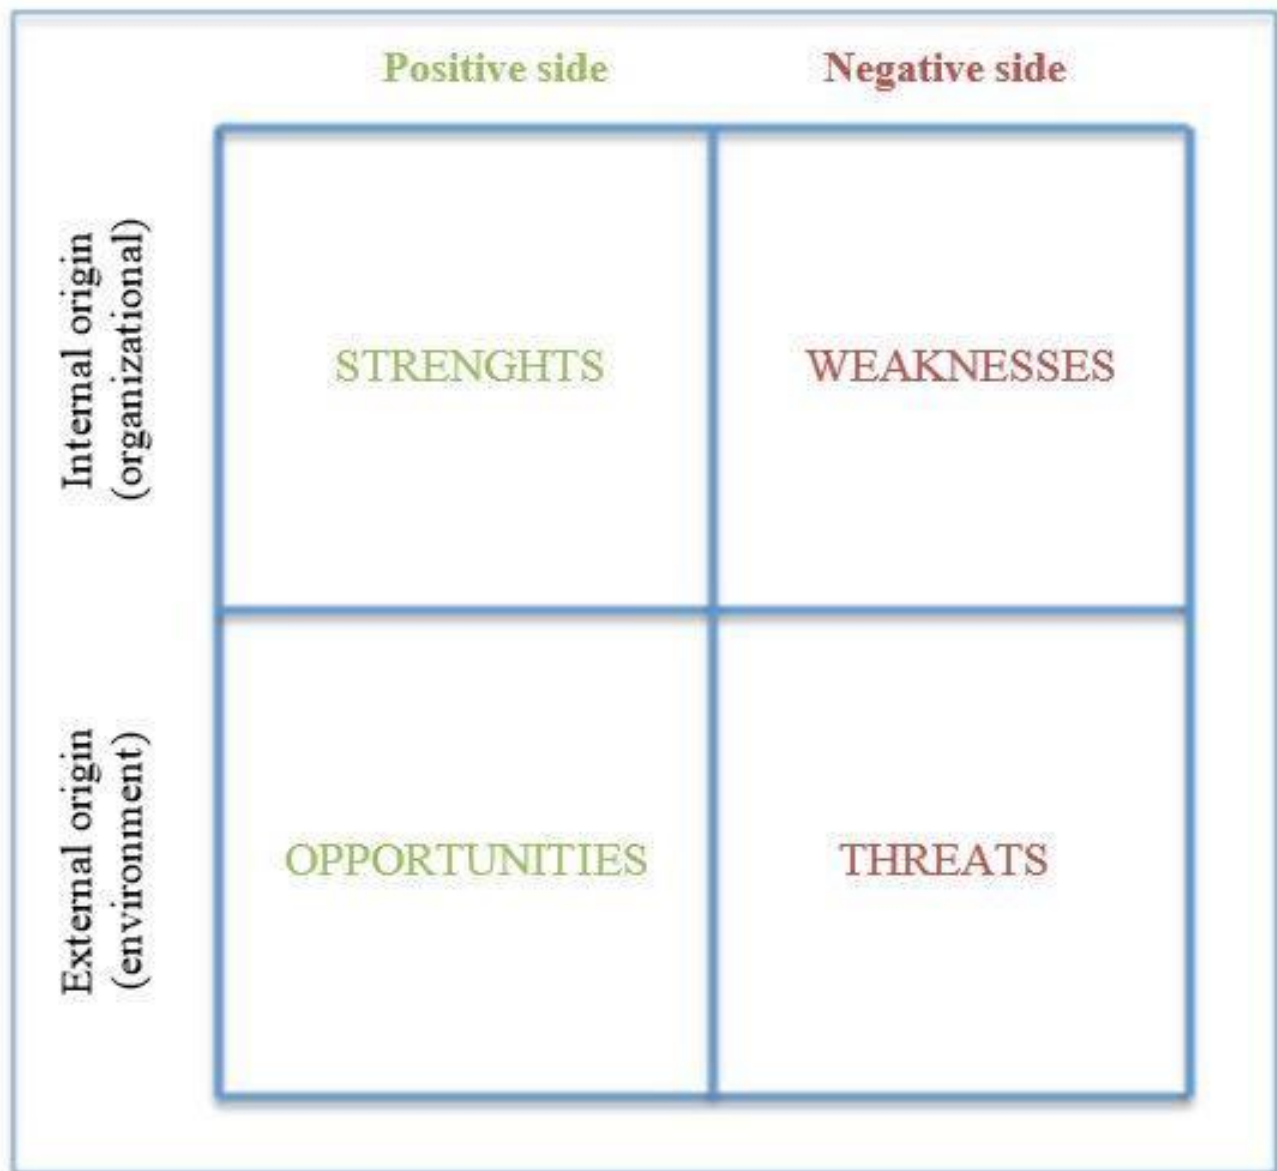 Positive side
Negative side
Internal origin
(organizational)
STRENGHTS
WEAKNESSES
External origin
(environment)
OPPORTUNITIES
THREATS